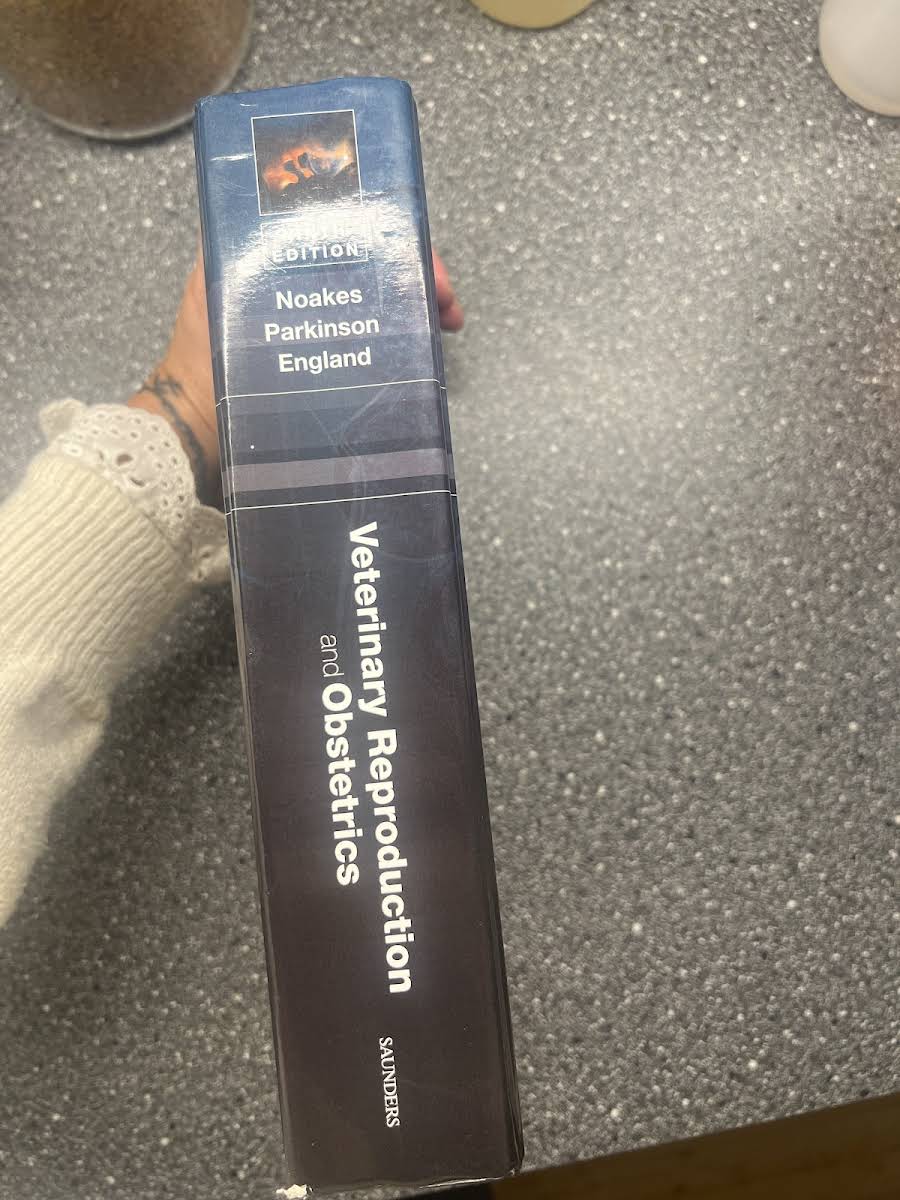 EDITION
Noakes
Parkinson
England
Veterinary Reproduction
and Obstetrics
SAUNDERS